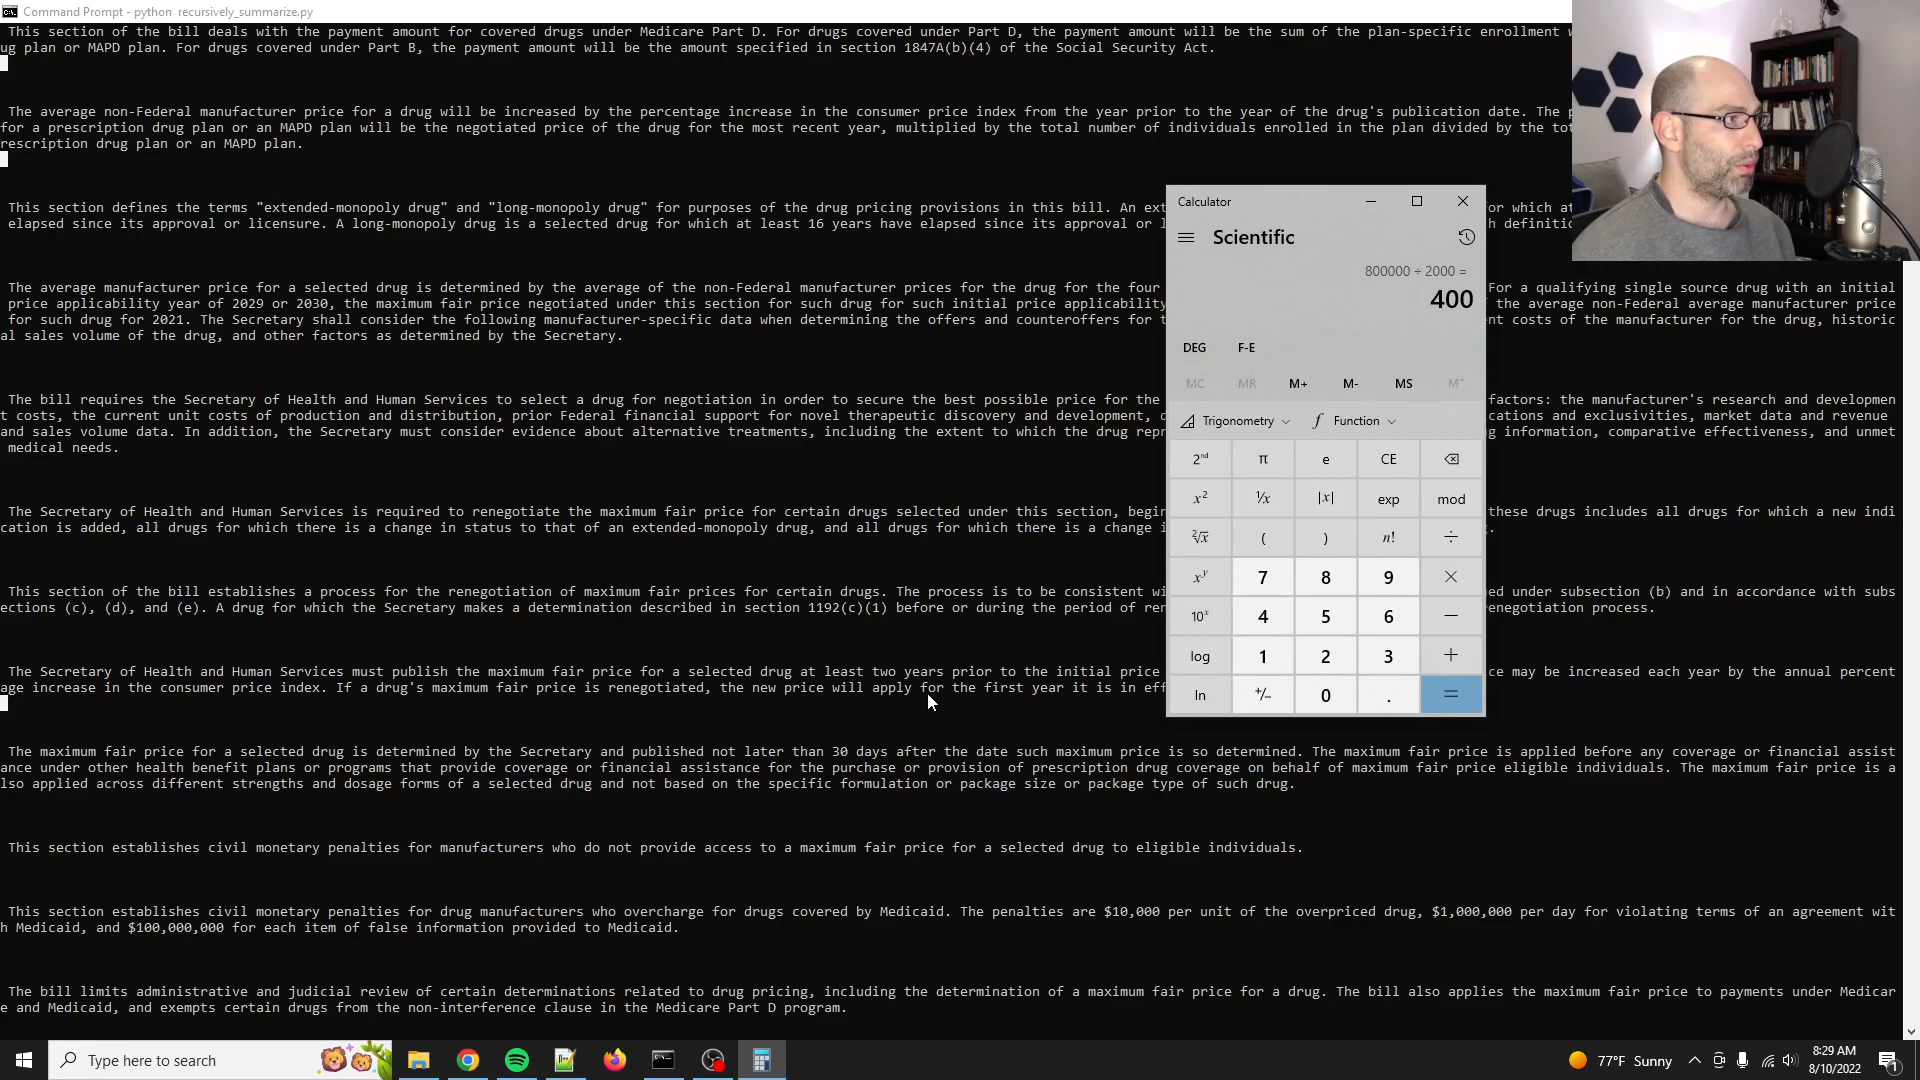 Command Prompt - python  recursively_summarize.py
This section of the bill deals with the payment amount for covered drugs under Medicare Part D. For drugs covered under Part D, the payment amount will be the sum of the plan-specific enrollment
ug plan or MAPD plan. For drugs covered under Part B, the payment amount will be the amount specified in section 1847A(b)(4) of the Social Security Act.
The average non-Federal manufacturer price for a drug will be increased by the percentage increase in the consumer price index from the year prior to the year of the drug's publication date. The
for a prescription drug plan or an MAPD plan will be the negotiated price of the drug for the most recent year, multiplied by the total number of individuals enrolled in the plan divided by the
rescription drug plan or an MAPD plan.
This section defines the terms "extended-monopoly drug" and "long-monopoly drug" for purposes of the drug pricing provisions in this bill. An for which
elapsed since its approval or licensure. A long-monopoly drug is a selected drug for which at least 16 years have elapsed since its approval or
The average manufacturer price for a selected drug is determined by the average of the non-Federal manufacturer prices for the drug for the four For a qualifying single source drug with an initial
price applicability year of 2029 or 2030, the maximum fair price negotiated under this section for such drug for such initial price applicability the average non-Federal average manufacturer price
for such drug for 2021. The Secretary shall consider the following manufacturer-specific data when determining the offers and counteroffers for costs of the manufacturer for the drug, historic
al sales volume of the drug, and other factors as determined by the Secretary.
The bill requires the Secretary of Health and Human Services to select a drug for negotiation in order to secure the best possible price for the factors: the manufacturer's research and developmen
t costs, the current unit costs of production and distribution, prior Federal financial support for novel therapeutic discovery and development, cations and exclusivities, market data and revenue
and sales volume data. In addition, the Secretary must consider evidence about alternative treatments, including the extent to which the drug information, comparative effectiveness, and unmet
medical needs.
The Secretary of Health and Human Services is required to renegotiate the maximum fair price for certain drugs selected under this section, these drugs includes all drugs for which a new indi
cation is added, all drugs for which there is a change in status to that of an extended-monopoly drug, and all drugs for which there is a change
This section of the bill establishes a process for the renegotiation of maximum fair prices for certain drugs. The process is to be consistent under subsection (b) and in accordance with subs
ections (c), (d), and (e). A drug for which the Secretary makes a determination described in section 1192(c)(1) before or during the period of enegotiation process.
The Secretary of Health and Human Services must publish the maximum fair price for a selected drug at least two years prior to the initial price may be increased each year by the annual percent
age increase in the consumer price index. If a drug's maximum fair price is renegotiated, the new price will apply for the first year it is in
The maximum fair price for a selected drug is determined by the Secretary and published not later than 30 days after the date such maximum price is so determined. The maximum fair price is applied before any coverage or financial assist
ance under other health benefit plans or programs that provide coverage or financial assistance for the purchase or provision of prescription drug coverage on behalf of maximum fair price eligible individuals. The maximum fair price is a
lso applied across different strengths and dosage forms of a selected drug and not based on the specific formulation or package size or package type of such drug.
This section establishes civil monetary penalties for manufacturers who do not provide access to a maximum fair price for a selected drug to eligible individuals.
This section establishes civil monetary penalties for drug manufacturers who overcharge for drugs covered by Medicaid. The penalties are $10,000 per unit of the overpriced drug, $1,000,000 per day for violating terms of an agreement wit
h Medicaid, and $100,000,000 for each item of false information provided to Medicaid.
The bill limits administrative and judicial review of certain determinations related to drug pricing, including the determination of a maximum fair price for a drug. The bill also applies the maximum fair price to payments under Medicar
e and Medicaid, and exempts certain drugs from the non-interference clause in the Medicare Part D program.
Calculator
Scientific
800000 ÷ 2000 =
400
DEG F-E
MC MR M+ M- MS M˅
Trigonometry Function
2ⁿᵈ π e CE
x² ¹/x |x| exp mod
²√x ( ) n! ÷
xʸ 7 8 9 ×
10ˣ 4 5 6 −
log 1 2 3 +
ln +/− 0 . =
Type here to search
77°F Sunny
8:29 AM
8/10/2022
1